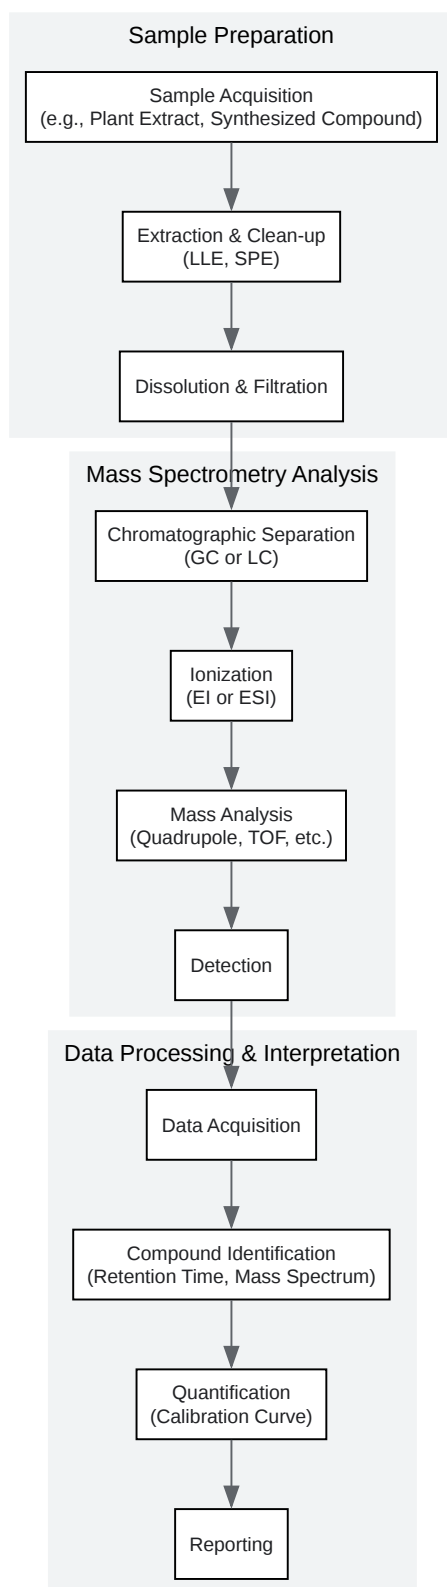 Sample Preparation
Sample Acquisition
(e.g., Plant Extract, Synthesized Compound)
Extraction & Clean-up
(LLE, SPE)
Dissolution & Filtration
Mass Spectrometry Analysis
Chromatographic Separation
(GC or LC)
Ionization
(EI or ESI)
Mass Analysis
(Quadrupole, TOF, etc.)
Detection
Data Processing & Interpretation
Data Acquisition
Compound Identification
(Retention Time, Mass Spectrum)
Quantification
(Calibration Curve)
Reporting